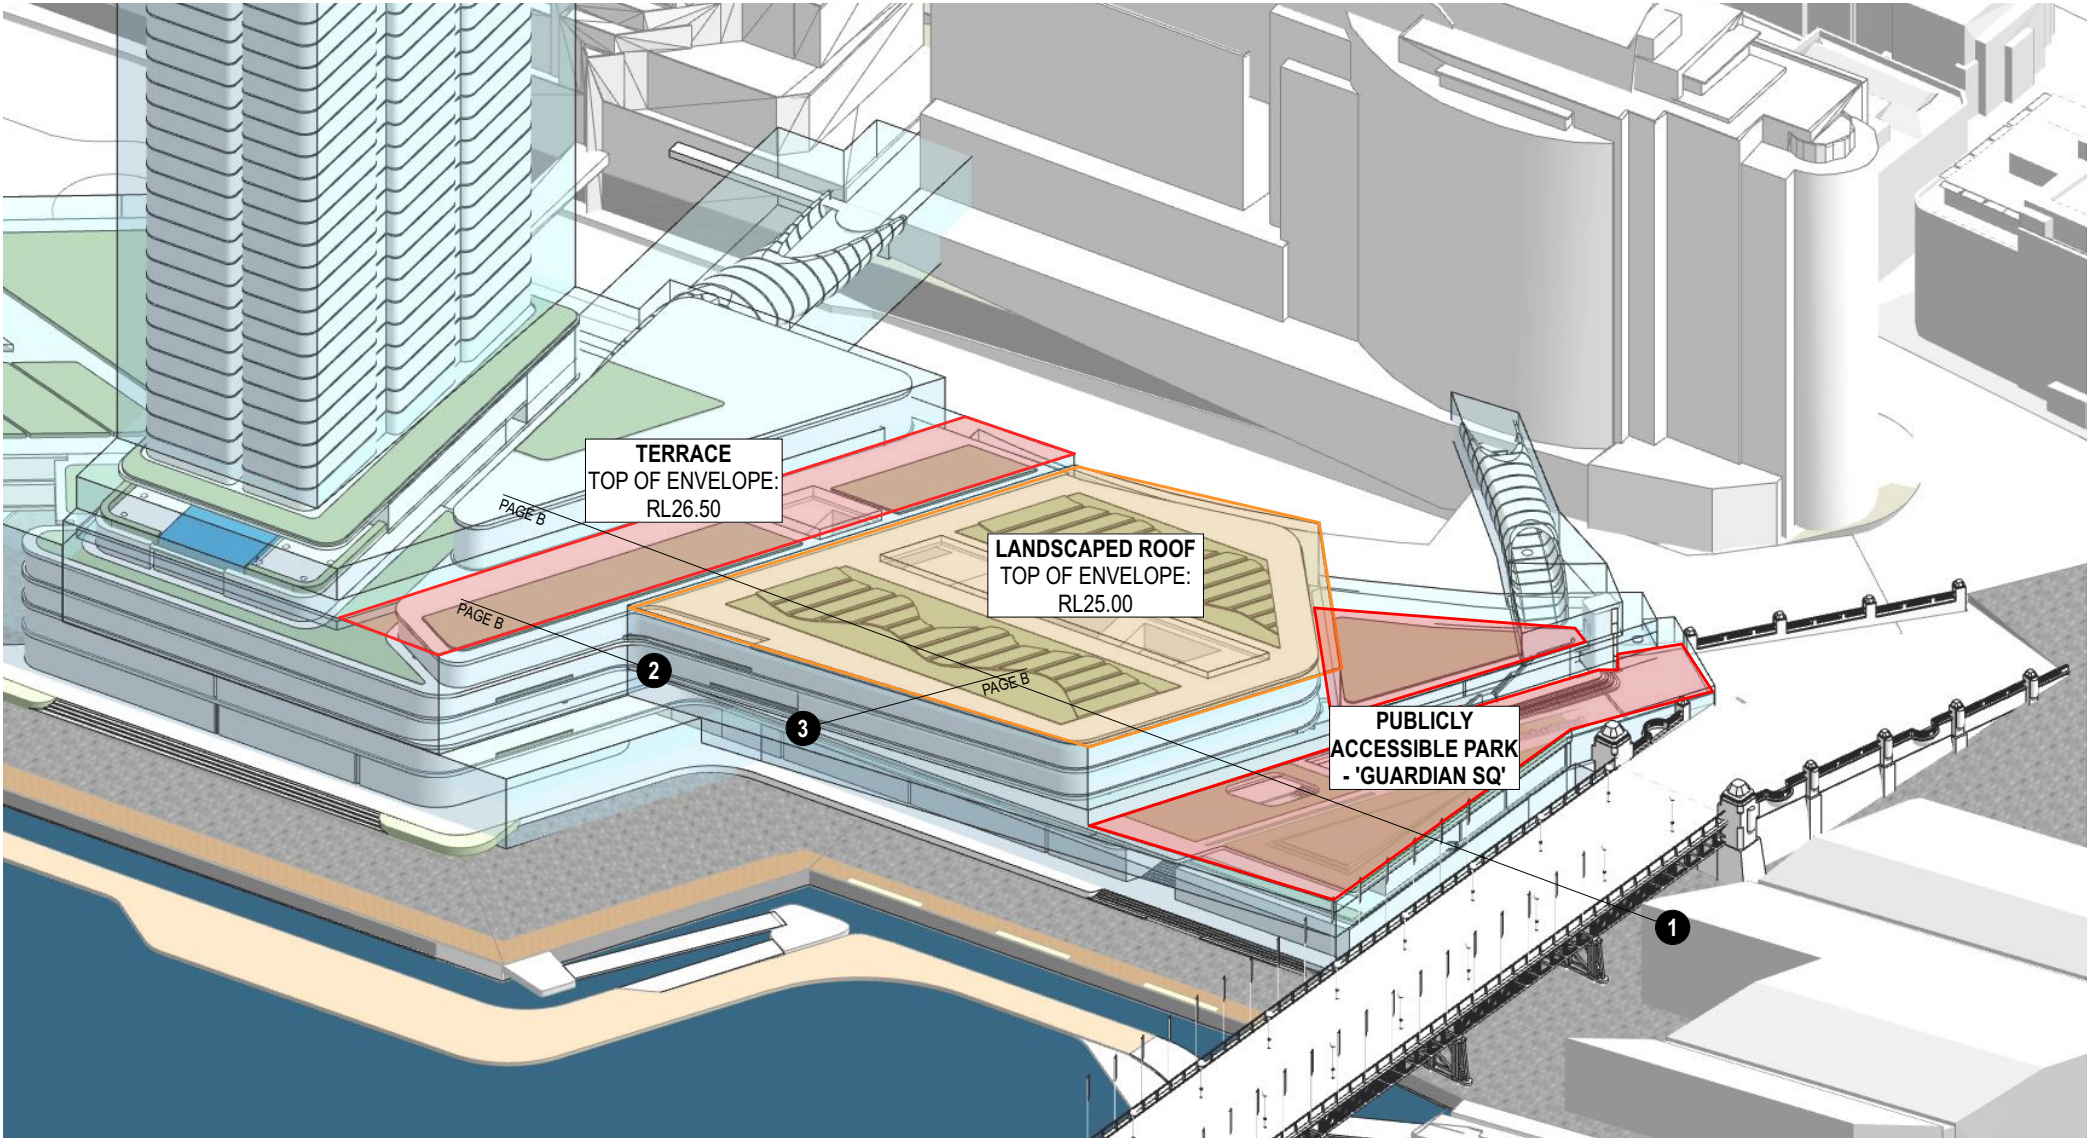 TERRACE
TOP OF ENVELOPE:
RL26.50
PAGE B
LANDSCAPED ROOF
TOP OF ENVELOPE:
RL25.00
PAGE B
2
PAGE B
3
PUBLICLY
ACCESSIBLE PARK
- 'GUARDIAN SQ'
1